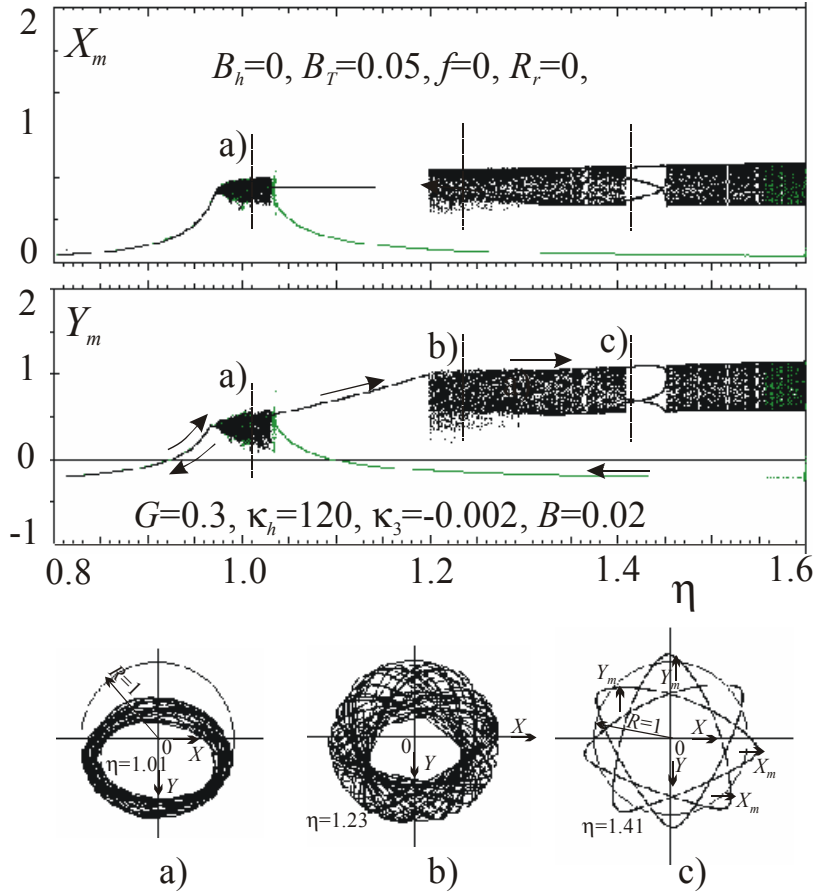 2
X_m
B_h=0, B_T=0.05, f=0, R_r=0,
1
a)
0
2
Y_m
b)
c)
1
a)
0
G=0.3, κ_h=120, κ_3=-0.002, B=0.02
-1
0.8 1.0 1.2 1.4 η 1.6
R=1
0 X
η=1.01
Y
a)
0 X
Y
η=1.23
b)
Y_m
Y_m
R=1 X
0
Y
X_m
X_m
η=1.41
c)